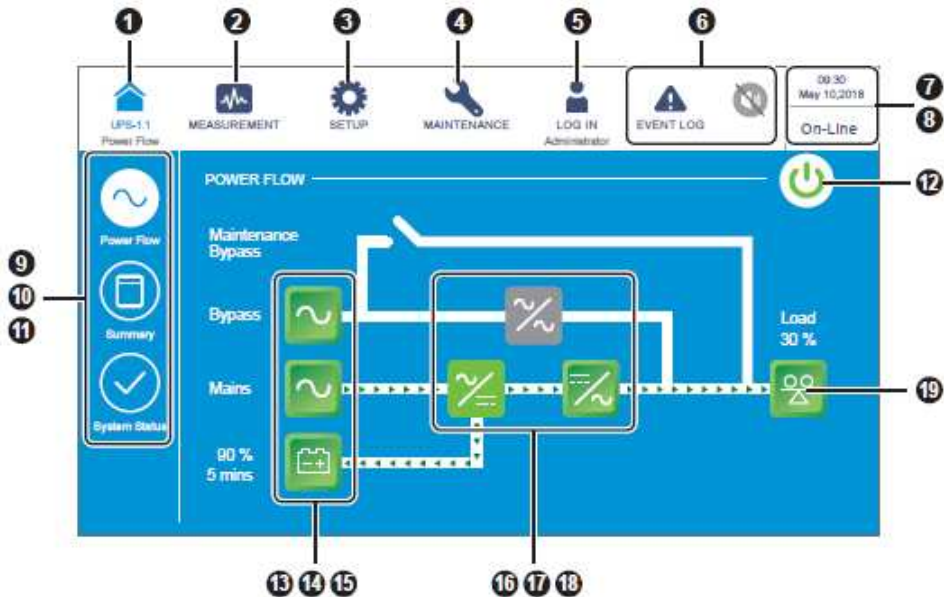 1 2 3 4 5 6
09:30
May 10,2018
7
8
UPS-1.1
Power Flow
MEASUREMENT
SETUP
MAINTENANCE
LOG IN
Administrator
EVENT LOG
On-Line
POWER FLOW
12
Power Flow
Maintenance
Bypass
9
10
11
Summary
Bypass
Load
30 %
System Status
Mains
19
90 %
5 mins
13 14 15
16 17 18